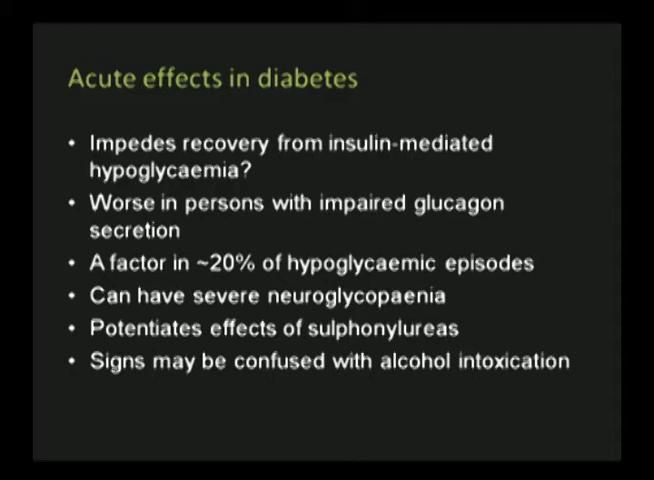 Acute effects in diabetes
• Impedes recovery from insulin-mediated
hypoglycaemia?
• Worse in persons with impaired glucagon
secretion
• A factor in ~20% of hypoglycaemic episodes
• Can have severe neuroglycopaenia
• Potentiates effects of sulphonylureas
• Signs may be confused with alcohol intoxication